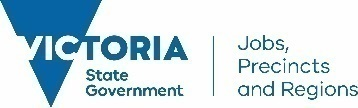 VICTORIA
State
Government
Jobs,
Precincts
and Regions